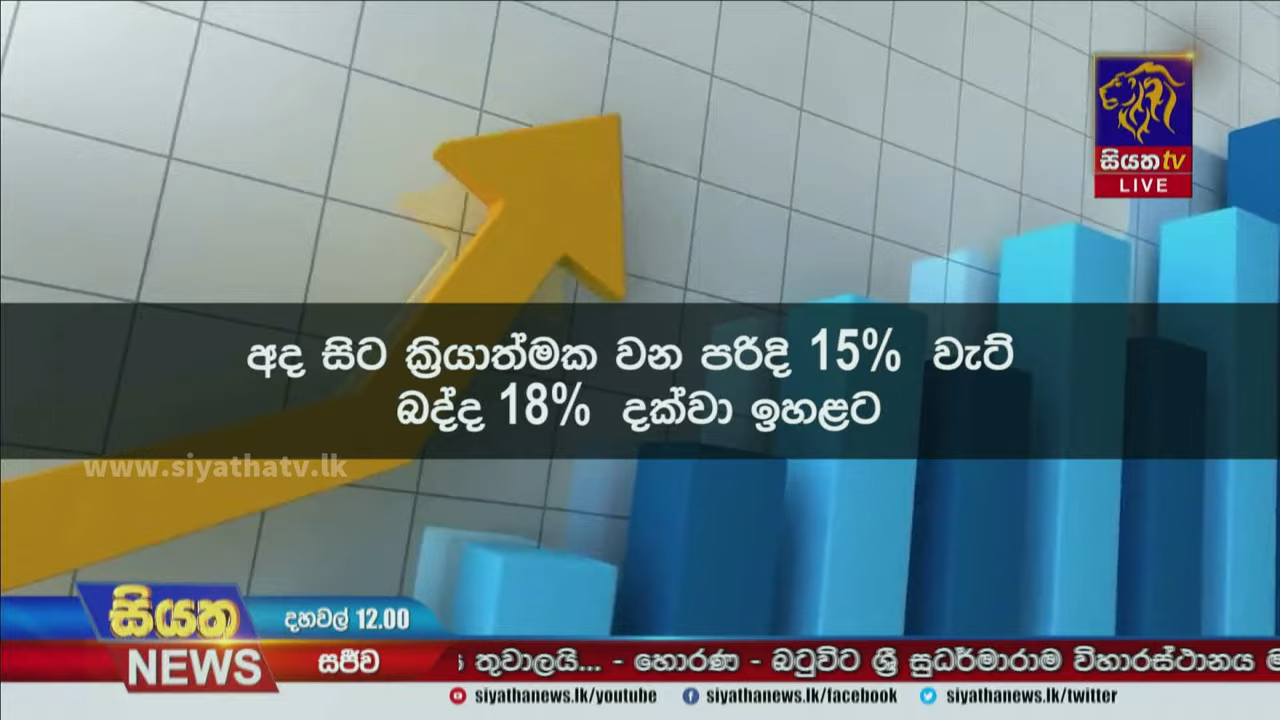 සියත tv
LIVE
අද සිට ක්‍රියාත්මක වන පරිදි 15% වැට්
බද්ද 18% දක්වා ඉහළට
www.siyathatv.lk
සියත
දහවල් 12.00
NEWS
සජීව
තුවාලයි... - හොරණ - බටුවිට ශ්‍රී සුධර්මාරාම විහාරස්ථානය
siyathanews.lk/youtube
siyathanews.lk/facebook
siyathanews.lk/twitter